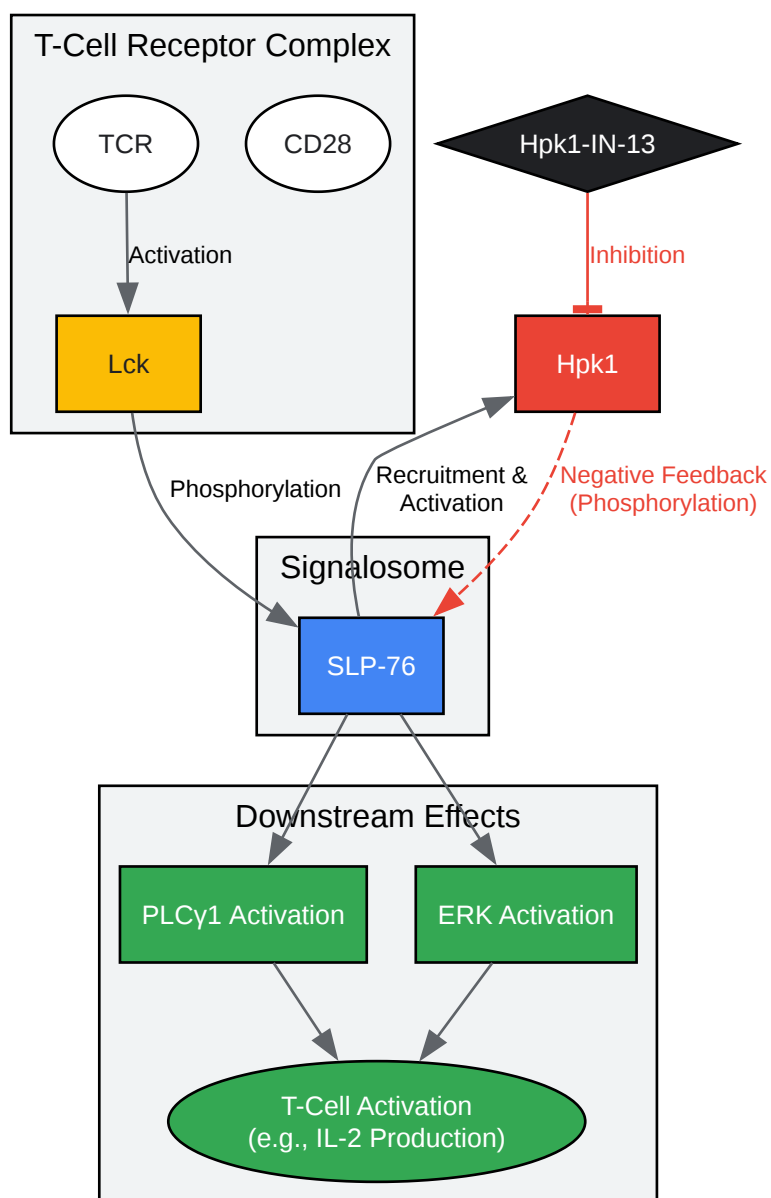 T-Cell Receptor Complex
TCR
CD28
Hpk1-IN-13
Activation
Inhibition
Lck
Hpk1
Phosphorylation
Recruitment &
Activation
Negative Feedback
(Phosphorylation)
Signalosome
SLP-76
Downstream Effects
PLCγ1 Activation
ERK Activation
T-Cell Activation
(e.g., IL-2 Production)